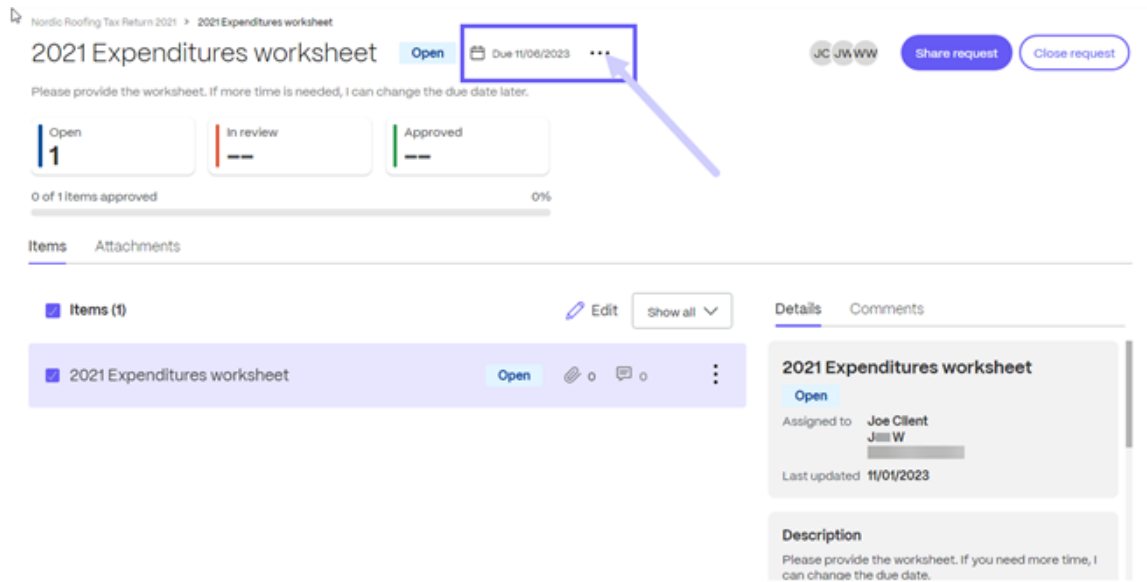 Nordic Roofing Tax Return 2021 > 2021 Expenditures worksheet
2021 Expenditures worksheet Open Due 11/06/2023 ••• JC JW WW Share request Close request
Please provide the worksheet. If more time is needed, I can change the due date later.
Open In review Approved
1 -- --
0 of 1 items approved 0%
Items Attachments
Items (1) Edit Show all
Details Comments
2021 Expenditures worksheet Open 0 0
2021 Expenditures worksheet
Open
Assigned to Joe Client
W
Last updated 11/01/2023
Description
Please provide the worksheet. If you need more time, I
can change the due date.